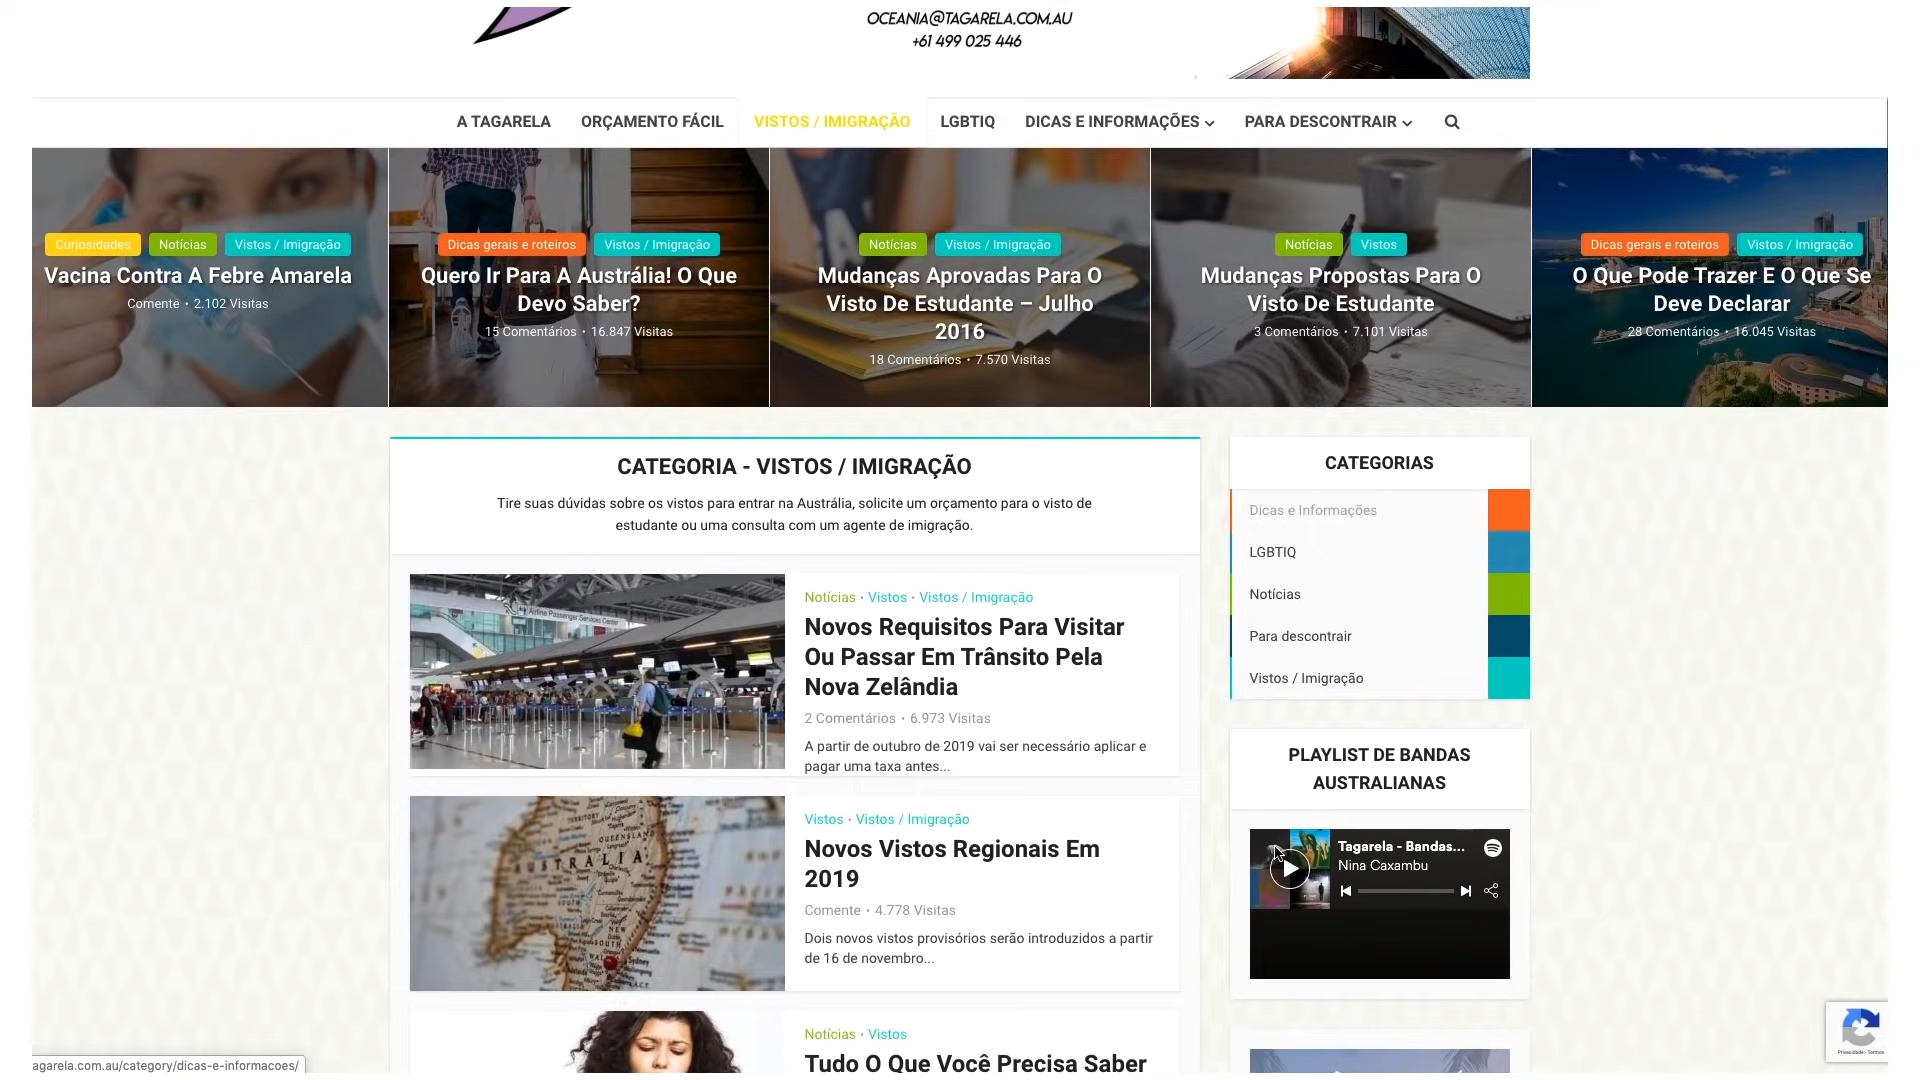 OCEANIA@TAGARELA.COM.AU
+61 499 025 446
A TAGARELA ORÇAMENTO FÁCIL VISTOS / IMIGRAÇÃO LGBTIQ DICAS E INFORMAÇÕES PARA DESCONTRAIR
Curiosidades Notícias Vistos / Imigração
Vacina Contra A Febre Amarela
Comente • 2.102 Visitas
Dicas gerais e roteiros Vistos / Imigração
Quero Ir Para A Austrália! O Que
Devo Saber?
15 Comentários • 16.847 Visitas
Notícias Vistos / Imigração
Mudanças Aprovadas Para O
Visto De Estudante – Julho
2016
18 Comentários • 7.570 Visitas
Notícias Vistos
Mudanças Propostas Para O
Visto De Estudante
3 Comentários • 7.101 Visitas
Dicas gerais e roteiros Vistos / Imigração
O Que Pode Trazer E O Que Se
Deve Declarar
28 Comentários • 16.045 Visitas
CATEGORIA - VISTOS / IMIGRAÇÃO
Tire suas dúvidas sobre os vistos para entrar na Austrália, solicite um orçamento para o visto de
estudante ou uma consulta com um agente de imigração.
Airline Passenger Services Center
Notícias • Vistos • Vistos / Imigração
Novos Requisitos Para Visitar
Ou Passar Em Trânsito Pela
Nova Zelândia
2 Comentários • 6.973 Visitas
A partir de outubro de 2019 vai ser necessário aplicar e
pagar uma taxa antes...
QUEENSLAND
AUSTRALIA
Sydney
Vistos • Vistos / Imigração
Novos Vistos Regionais Em
2019
Comente • 4.778 Visitas
Dois novos vistos provisórios serão introduzidos a partir
de 16 de novembro...
Notícias • Vistos
Tudo O Que Você Precisa Saber
CATEGORIAS
Dicas e Informações
LGBTIQ
Notícias
Para descontrair
Vistos / Imigração
PLAYLIST DE BANDAS
AUSTRALIANAS
Tagarela - Bandas...
Nina Caxambu
Privacidade - Termos
agarela.com.au/category/dicas-e-informacoes/